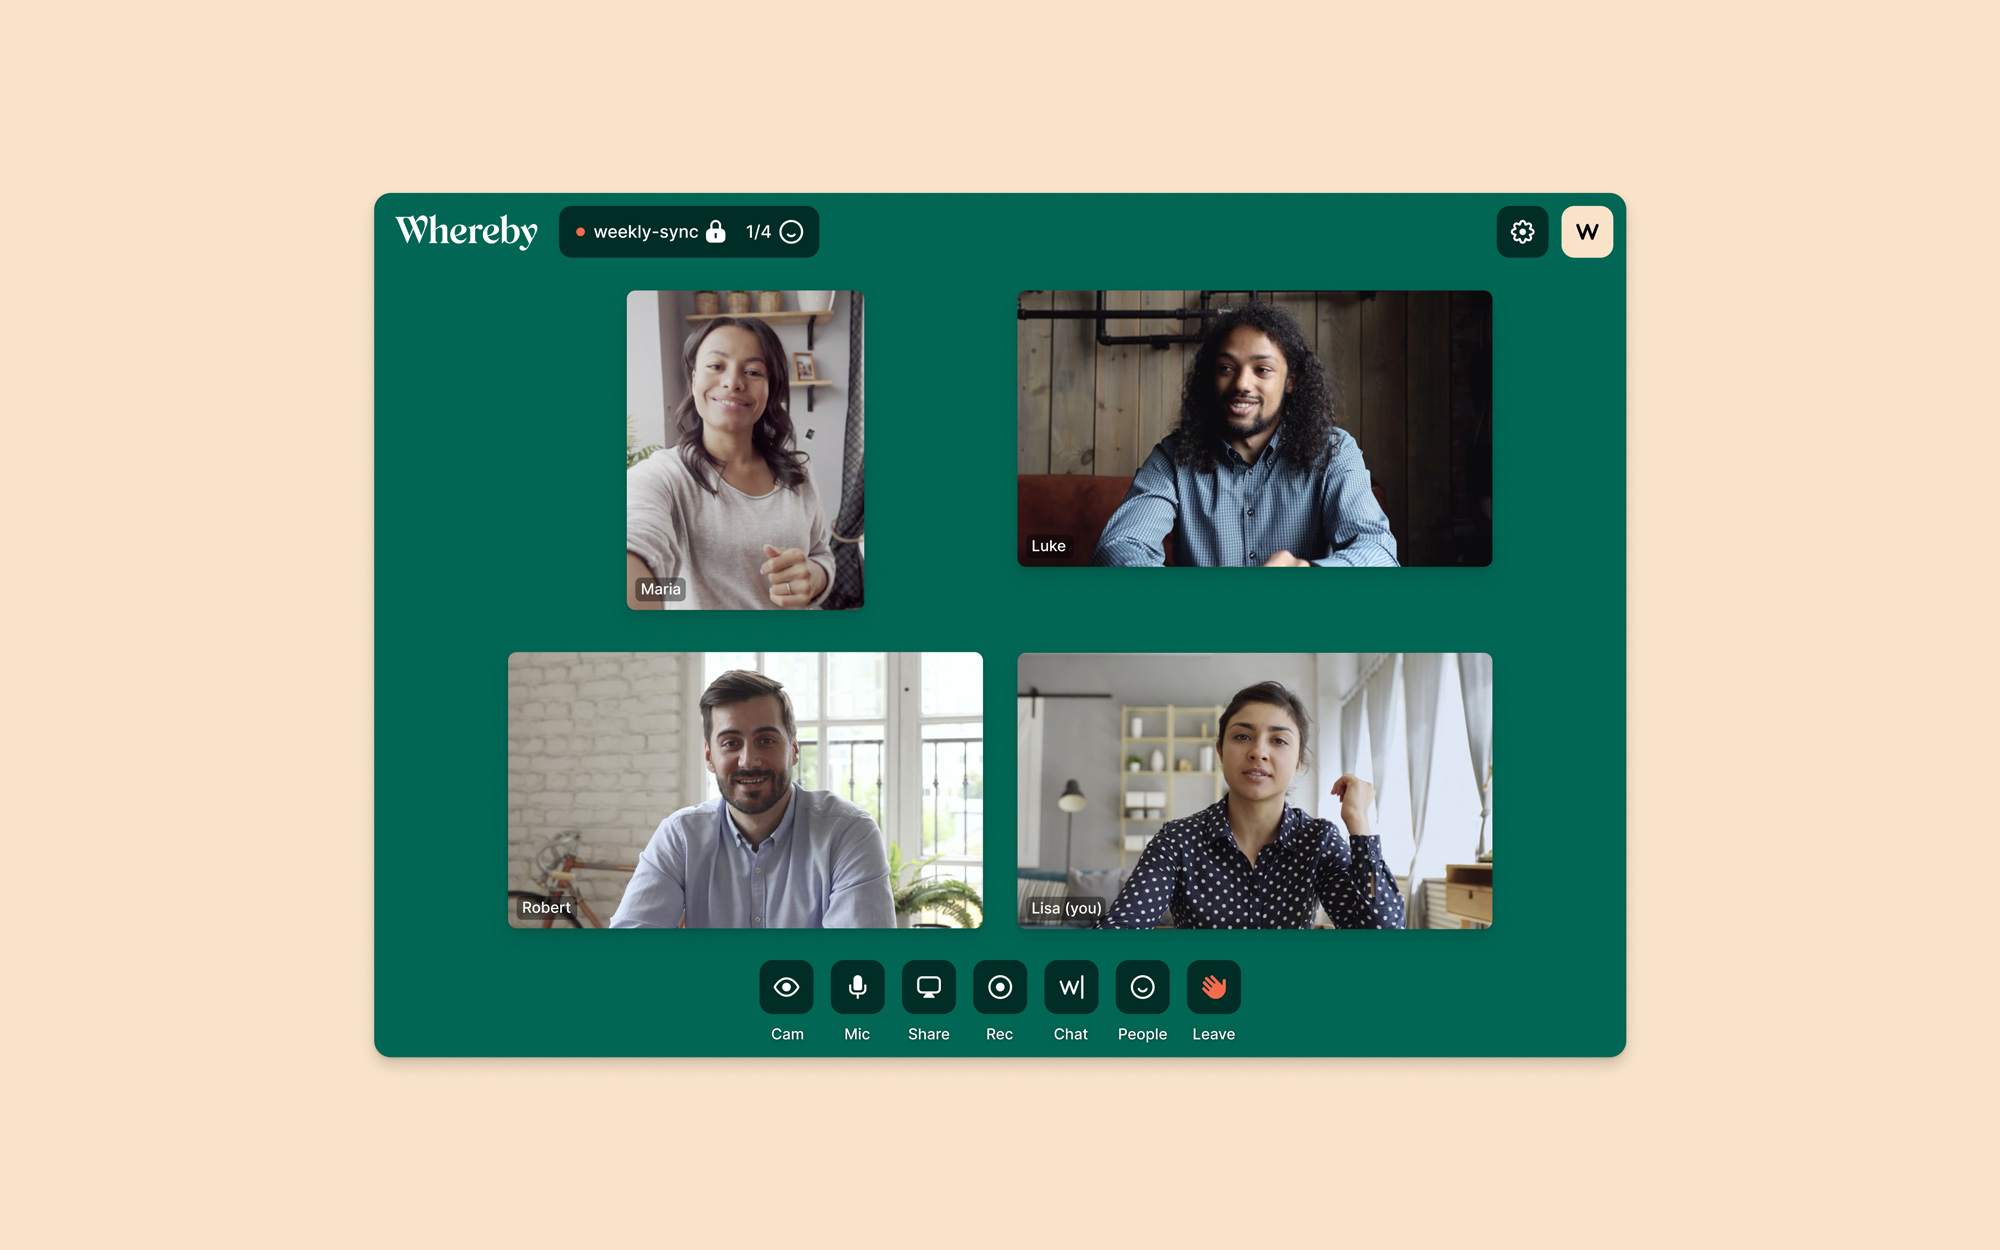 Whereby
weekly-sync 1/4
W
Maria
Luke
Robert
Lisa (you)
W|
Cam Mic Share Rec Chat People Leave